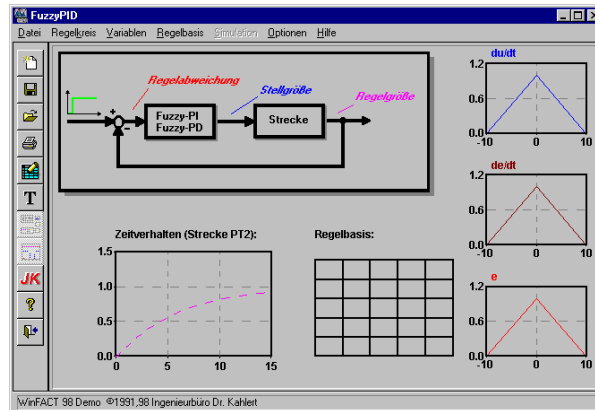 FuzzyPID
Datei Regelkreis Variablen Regelbasis Simulation Optionen Hilfe
Regelabweichung
Stellgröße
Regelgröße
+
-
Fuzzy-PI
Fuzzy-PD
Strecke
du/dt
1.2
0.6
0.0
-10 0 10
de/dt
1.2
0.6
0.0
-10 0 10
e
1.2
0.6
0.0
-10 0 10
T
JK
?
Zeitverhalten (Strecke PT2):
1.5
1.0
0.5
0.0
0 5 10 15
Regelbasis:
WinFACT 98 Demo ©1991,98 Ingenieurbüro Dr. Kahlert